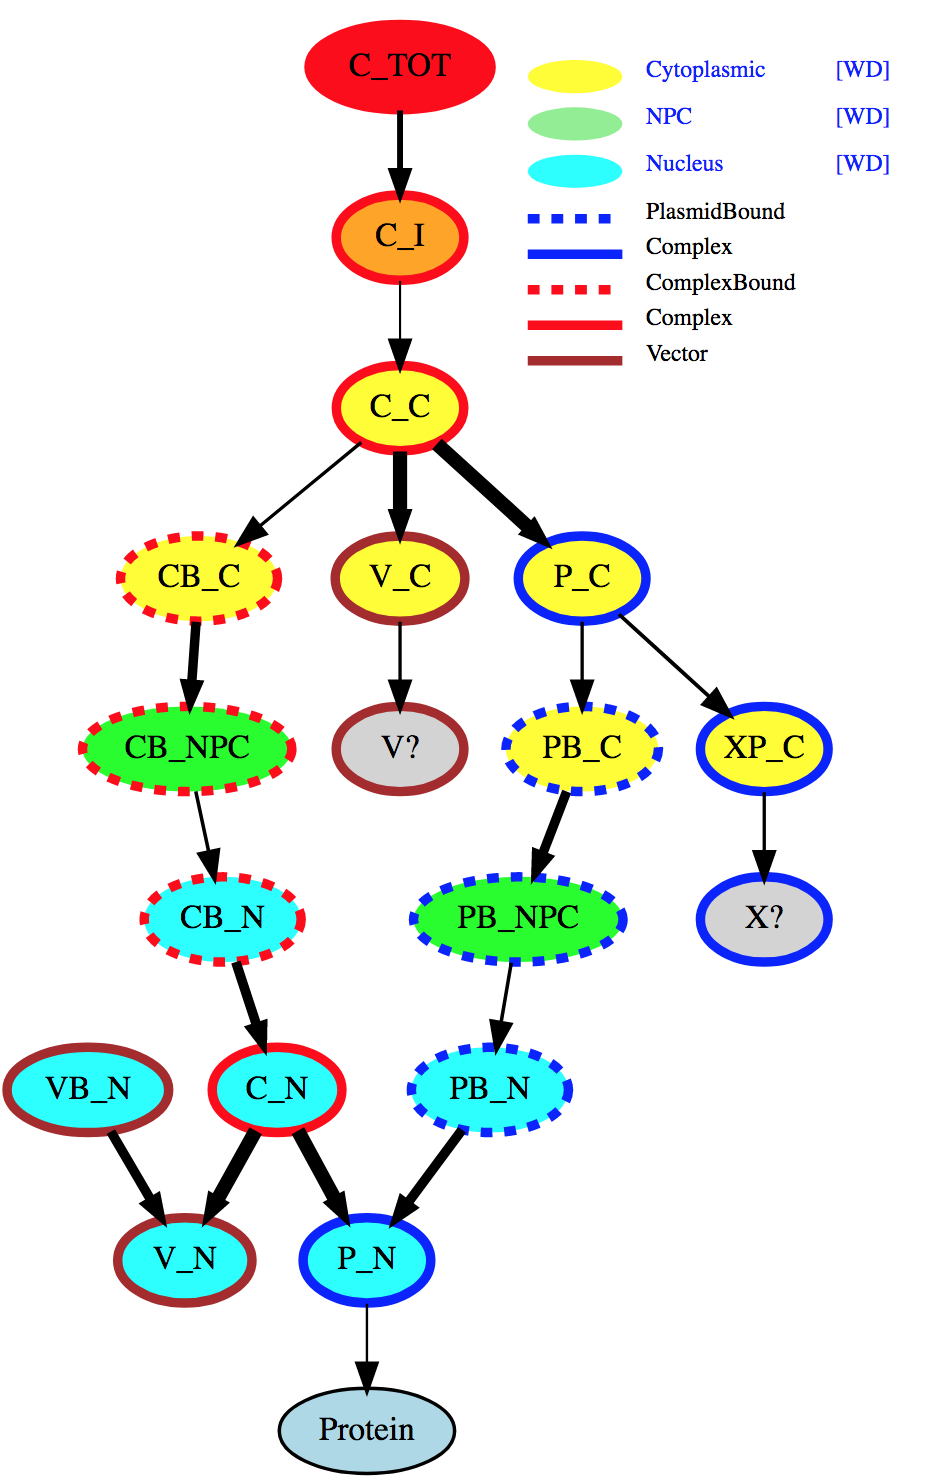 C_TOT
Cytoplasmic [WD]
NPC [WD]
Nucleus [WD]
PlasmidBound
C_I
Complex
ComplexBound
Complex
Vector
C_C
CB_C V_C P_C
CB_NPC V? PB_C XP_C
CB_N PB_NPC X?
VB_N C_N PB_N
V_N P_N
Protein